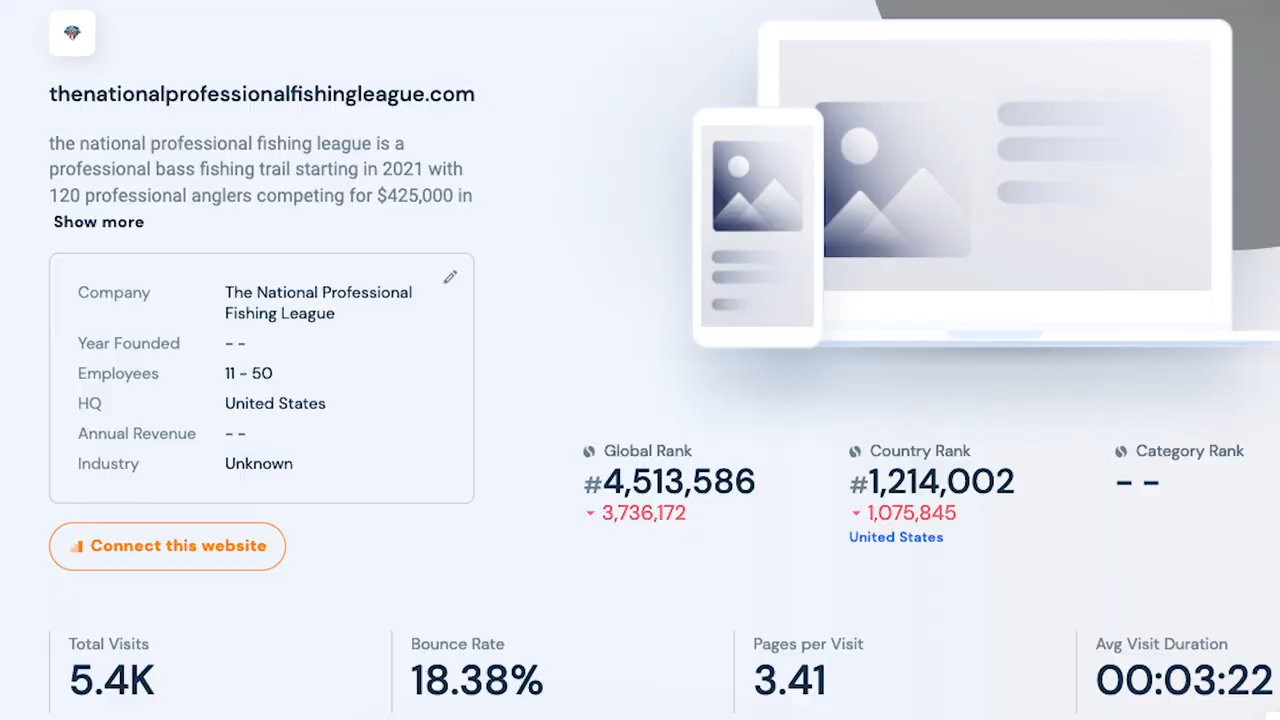 thenationalprofessionalfishingleague.com
the national professional fishing league is a
professional bass fishing trail starting in 2021 with
120 professional anglers competing for $425,000 in
Show more
Company The National Professional
Fishing League
Year Founded - -
Employees 11 - 50
HQ United States
Annual Revenue - -
Industry Unknown
Connect this website
Global Rank
#4,513,586
3,736,172
Country Rank
#1,214,002
1,075,845
United States
Category Rank
- -
Total Visits
5.4K
Bounce Rate
18.38%
Pages per Visit
3.41
Avg Visit Duration
00:03:22